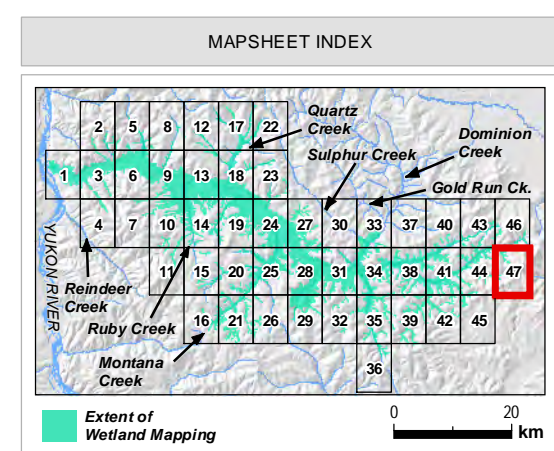 MAPSHEET INDEX
Quartz
Creek
Dominion
Creek
Sulphur Creek
Gold Run Ck.
2 5 8 12 17 22
1 3 6 9 13 18 23
4 7 10 14 19 24 27 30 33 37 40 43 46
11 15 20 25 28 31 34 38 41 44 47
16 21 26 29 32 35 39 42 45
36
YUKON RIVER
Reindeer
Creek
Ruby Creek
Montana
Creek
Extent of
Wetland Mapping
0 20
km